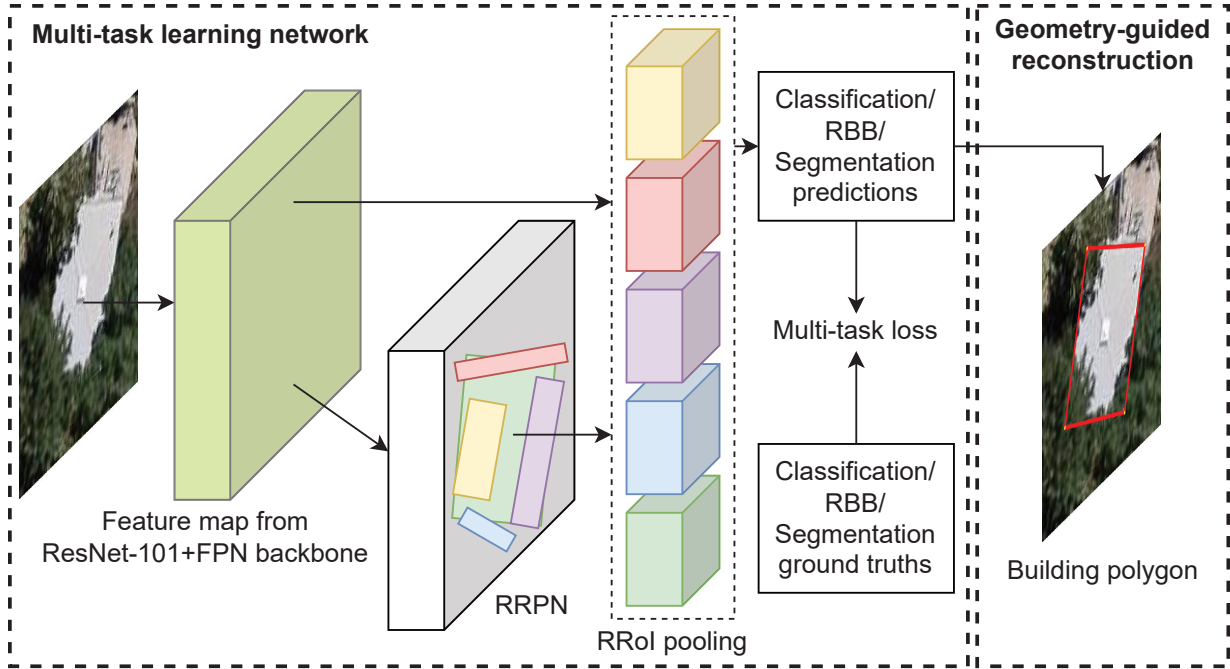 Multi-task learning network
Geometry-guided
reconstruction
Classification/
RBB/
Segmentation
predictions
Multi-task loss
Classification/
RBB/
Segmentation
ground truths
Feature map from
ResNet-101+FPN backbone
RRPN
RRoI pooling
Building polygon